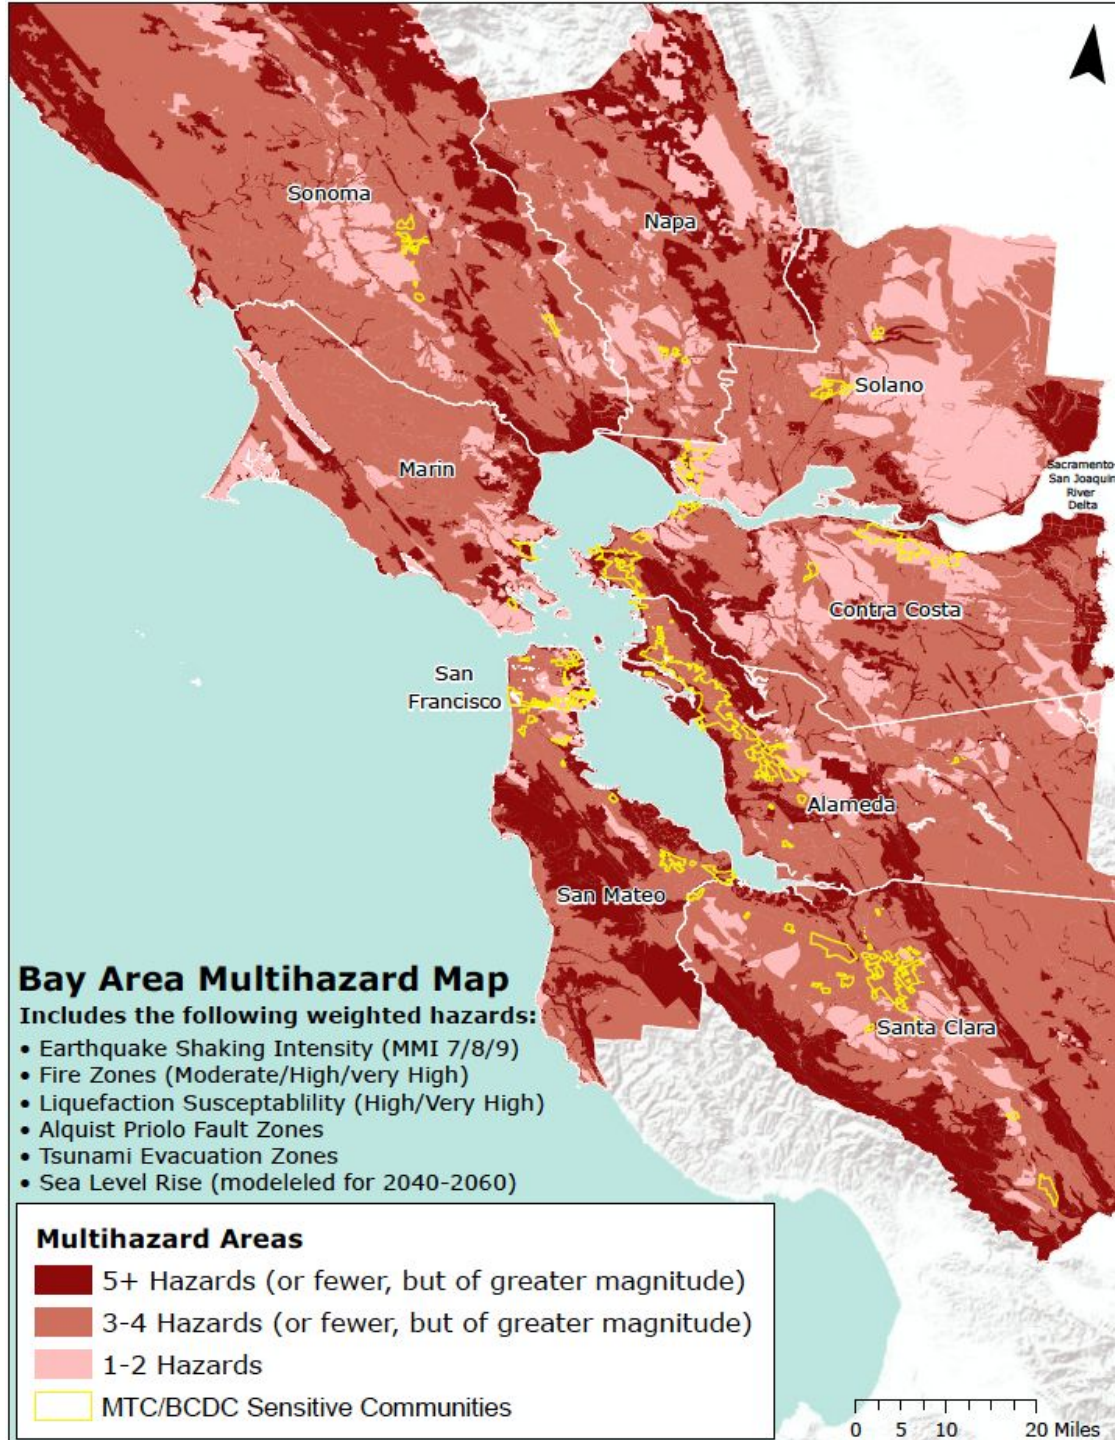 Sonoma
Napa
Solano
Marin
Sacramento-
San Joaquin
River
Delta
Contra Costa
San
Francisco
Alameda
San Mateo
Santa Clara
Bay Area Multihazard Map
Includes the following weighted hazards:
• Earthquake Shaking Intensity (MMI 7/8/9)
• Fire Zones (Moderate/High/very High)
• Liquefaction Susceptablility (High/Very High)
• Alquist Priolo Fault Zones
• Tsunami Evacuation Zones
• Sea Level Rise (modeleled for 2040-2060)
Multihazard Areas
5+ Hazards (or fewer, but of greater magnitude)
3-4 Hazards (or fewer, but of greater magnitude)
1-2 Hazards
MTC/BCDC Sensitive Communities
0 5 10 20 Miles